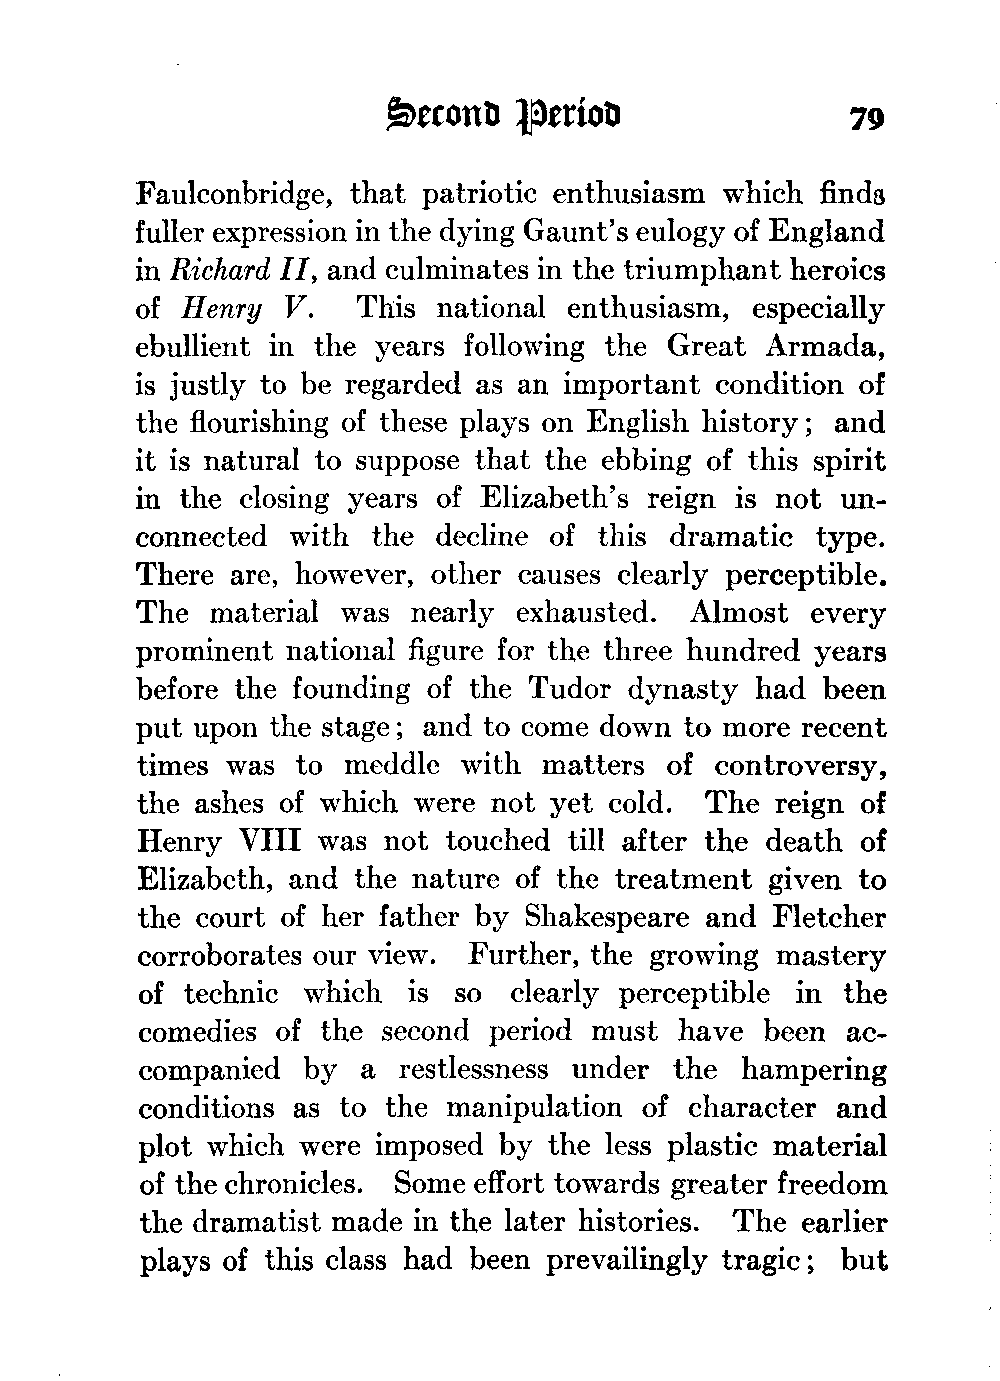 Second Period 79
Faulconbridge, that patriotic enthusiasm which finds
fuller expression in the dying Gaunt's eulogy of England
in Richard II, and culminates in the triumphant heroics
of Henry V. This national enthusiasm, especially
ebullient in the years following the Great Armada,
is justly to be regarded as an important condition of
the flourishing of these plays on English history; and
it is natural to suppose that the ebbing of this spirit
in the closing years of Elizabeth's reign is not un-
connected with the decline of this dramatic type.
There are, however, other causes clearly perceptible.
The material was nearly exhausted. Almost every
prominent national figure for the three hundred years
before the founding of the Tudor dynasty had been
put upon the stage; and to come down to more recent
times was to meddle with matters of controversy,
the ashes of which were not yet cold. The reign of
Henry VIII was not touched till after the death of
Elizabeth, and the nature of the treatment given to
the court of her father by Shakespeare and Fletcher
corroborates our view. Further, the growing mastery
of technic which is so clearly perceptible in the
comedies of the second period must have been ac-
companied by a restlessness under the hampering
conditions as to the manipulation of character and
plot which were imposed by the less plastic material
of the chronicles. Some effort towards greater freedom
the dramatist made in the later histories. The earlier
plays of this class had been prevailingly tragic; but